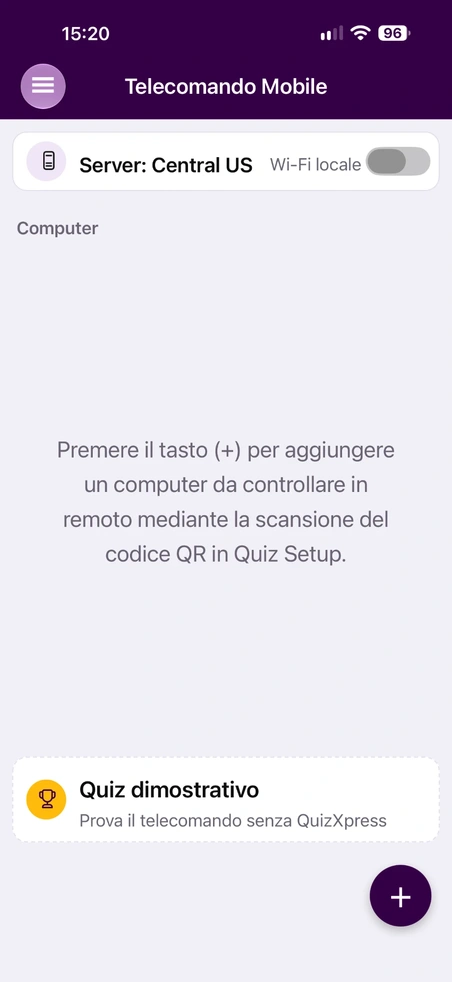 15:20
96
Telecomando Mobile
Server: Central US Wi-Fi locale
Computer
Premere il tasto (+) per aggiungere
un computer da controllare in
remoto mediante la scansione del
codice QR in Quiz Setup.
Quiz dimostrativo
Prova il telecomando senza QuizXpress
+